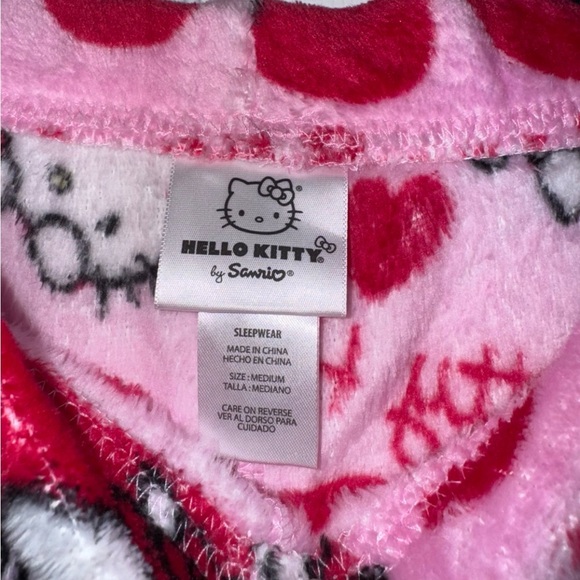 HELLO KITTY®
by Sanrio®
SLEEPWEAR
MADE IN CHINA
HECHO EN CHINA
SIZE : MEDIUM
TALLA : MEDIANO
CARE ON REVERSE
VER AL DORSO PARA
CUIDADO